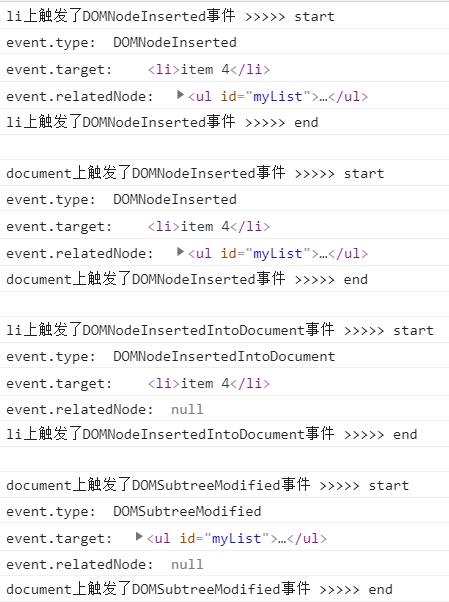 li上触发了DOMNodeInserted事件 >>>>> start
event.type:  DOMNodeInserted
event.target:    <li>item 4</li>
event.relatedNode:   ▶<ul id="myList">…</ul>
li上触发了DOMNodeInserted事件 >>>>> end
document上触发了DOMNodeInserted事件 >>>>> start
event.type:  DOMNodeInserted
event.target:    <li>item 4</li>
event.relatedNode:   ▶<ul id="myList">…</ul>
document上触发了DOMNodeInserted事件 >>>>> end
li上触发了DOMNodeInsertedIntoDocument事件 >>>>> start
event.type:  DOMNodeInsertedIntoDocument
event.target:    <li>item 4</li>
event.relatedNode:  null
li上触发了DOMNodeInsertedIntoDocument事件 >>>>> end
document上触发了DOMSubtreeModified事件 >>>>> start
event.type:  DOMSubtreeModified
event.target:   ▶<ul id="myList">…</ul>
event.relatedNode:  null
document上触发了DOMSubtreeModified事件 >>>>> end